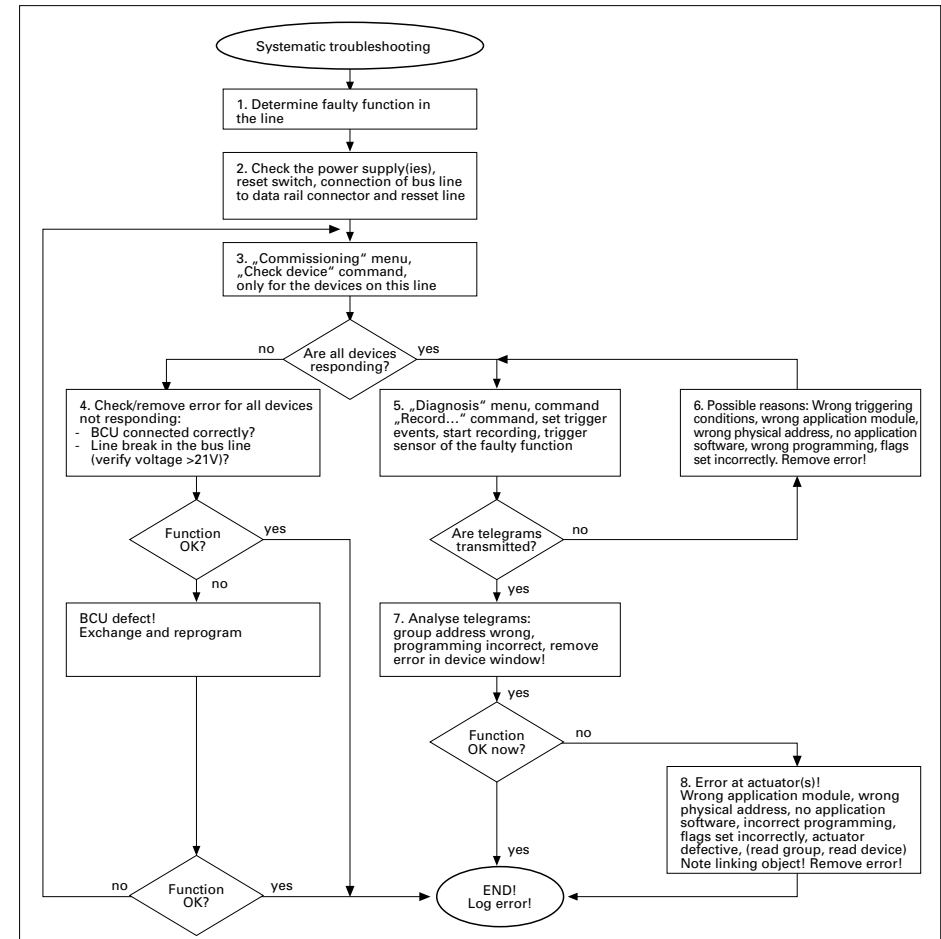 Systematic troubleshooting
1. Determine faulty function in
the line
2. Check the power supply(ies),
reset switch, connection of bus line
to data rail connector and resset line
3. „Commissioning“ menu,
„Check device“ command,
only for the devices on this line
no
Are all devices
responding?
yes
4. Check/remove error for all devices
not responding:
- BCU connected correctly?
- Line break in the bus line
(verify voltage >21V)?
5. „Diagnosis“ menu, command
„Record...“ command, set trigger
events, start recording, trigger
sensor of the faulty function
6. Possible reasons: Wrong triggering
conditions, wrong application module,
wrong physical address, no application
software, wrong programming, flags
set incorrectly. Remove error!
Function
OK?
yes
no
Are telegrams
transmitted?
no
yes
BCU defect!
Exchange and reprogram
7. Analyse telegrams:
group address wrong,
programming incorrect, remove
error in device window!
yes
Function
OK now?
no
yes
8. Error at actuator(s)!
Wrong application module, wrong
physical address, no application
software, incorrect programming,
flags set incorrectly, actuator
defective, (read group, read device)
Note linking object! Remove error!
no
Function
OK?
yes
END!
Log error!